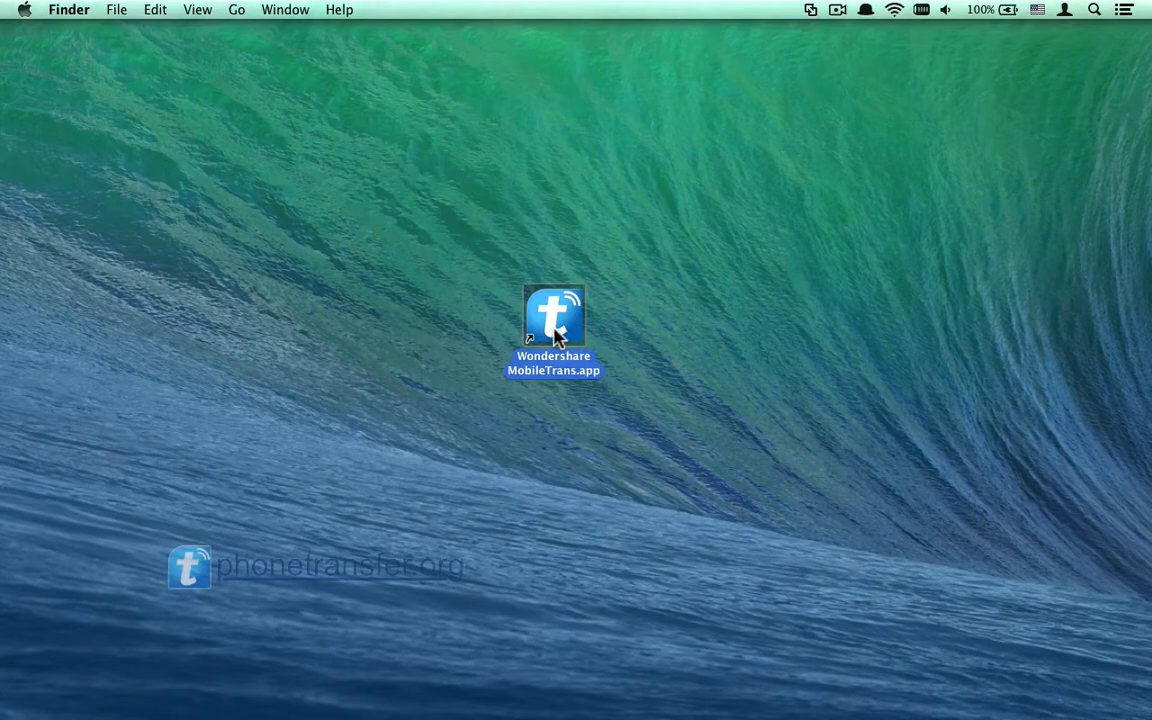 Finder File Edit View Go Window Help 100%
Wondershare
MobileTrans.app
phonetransfer.org